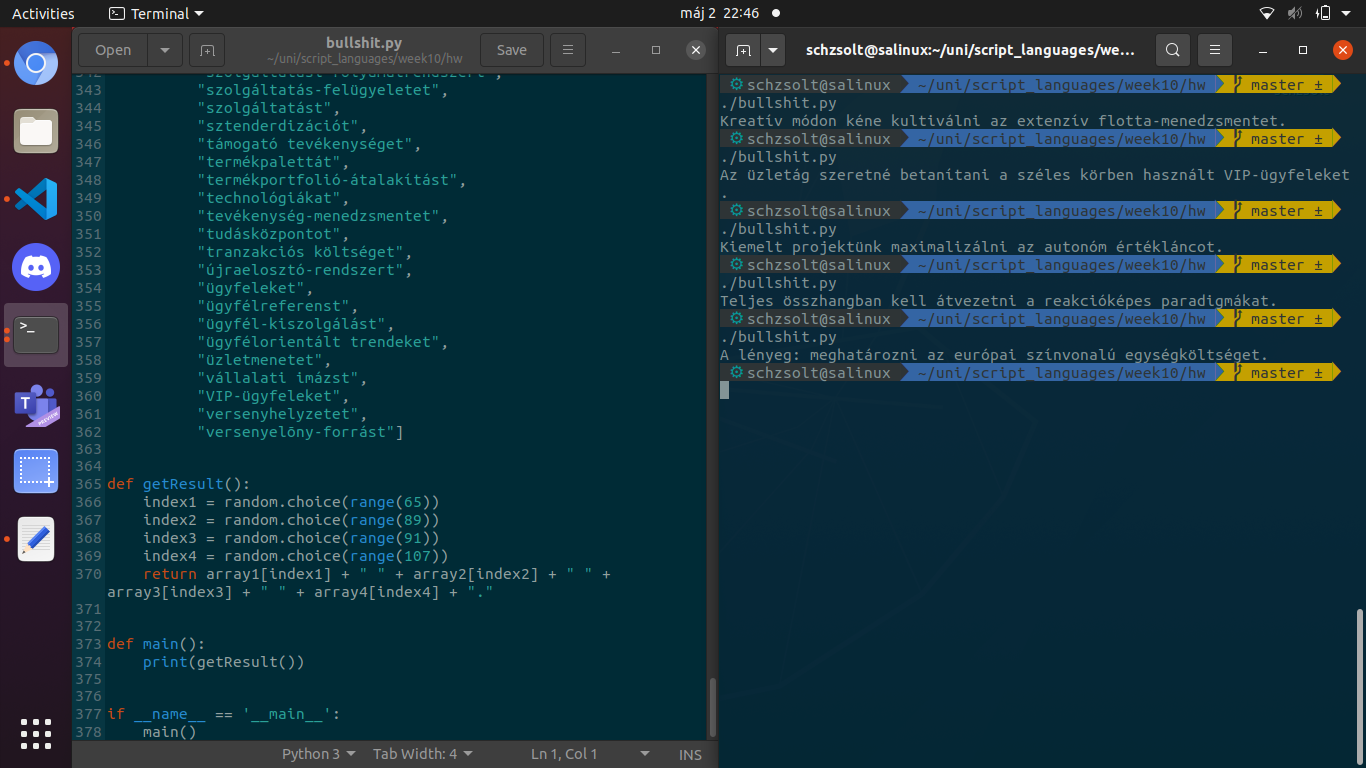 Activities Terminal máj 2 22:46
Open bullshit.py Save
~/uni/script_languages/week10/hw
342 "szolgáltatást-folyamatrendszert",
343 "szolgáltatás-felügyeletet",
344 "szolgáltatást",
345 "sztenderdizációt",
346 "támogató tevékenységet",
347 "termékpalettát",
348 "termékportfolió-átalakítást",
349 "technológiákat",
350 "tevékenység-menedzsmentet",
351 "tudásközpontot",
352 "tranzakciós költséget",
353 "újraelosztó-rendszert",
354 "ügyfeleket",
355 "ügyfélreferenst",
356 "ügyfél-kiszolgálást",
357 "ügyfélorientált trendeket",
358 "üzletmenetet",
359 "vállalati imázst",
360 "VIP-ügyfeleket",
361 "versenyhelyzetet",
362 "versenyelöny-forrást"]
363
364
365 def getResult():
366 index1 = random.choice(range(65))
367 index2 = random.choice(range(89))
368 index3 = random.choice(range(91))
369 index4 = random.choice(range(107))
370 return array1[index1] + " " + array2[index2] + " " +
array3[index3] + " " + array4[index4] + "."
371
372
373 def main():
374 print(getResult())
375
376
377 if __name__ == '__main__':
378 main()
Python 3 Tab Width: 4 Ln 1, Col 1 INS
schzsolt@salinux:~/uni/script_languages/we...
schzsolt@salinux ~/uni/script_languages/week10/hw master ±
./bullshit.py
Kreatív módon kéne kultiválni az extenzív flotta-menedzsmentet.
schzsolt@salinux ~/uni/script_languages/week10/hw master ±
./bullshit.py
Az üzletág szeretné betanítani a széles körben használt VIP-ügyfeleket
.
schzsolt@salinux ~/uni/script_languages/week10/hw master ±
./bullshit.py
Kiemelt projektünk maximalizálni az autonóm értékláncot.
schzsolt@salinux ~/uni/script_languages/week10/hw master ±
./bullshit.py
Teljes összhangban kell átvezetni a reakcióképes paradigmákat.
schzsolt@salinux ~/uni/script_languages/week10/hw master ±
./bullshit.py
A lényeg: meghatározni az európai színvonalú egységköltséget.
schzsolt@salinux ~/uni/script_languages/week10/hw master ±